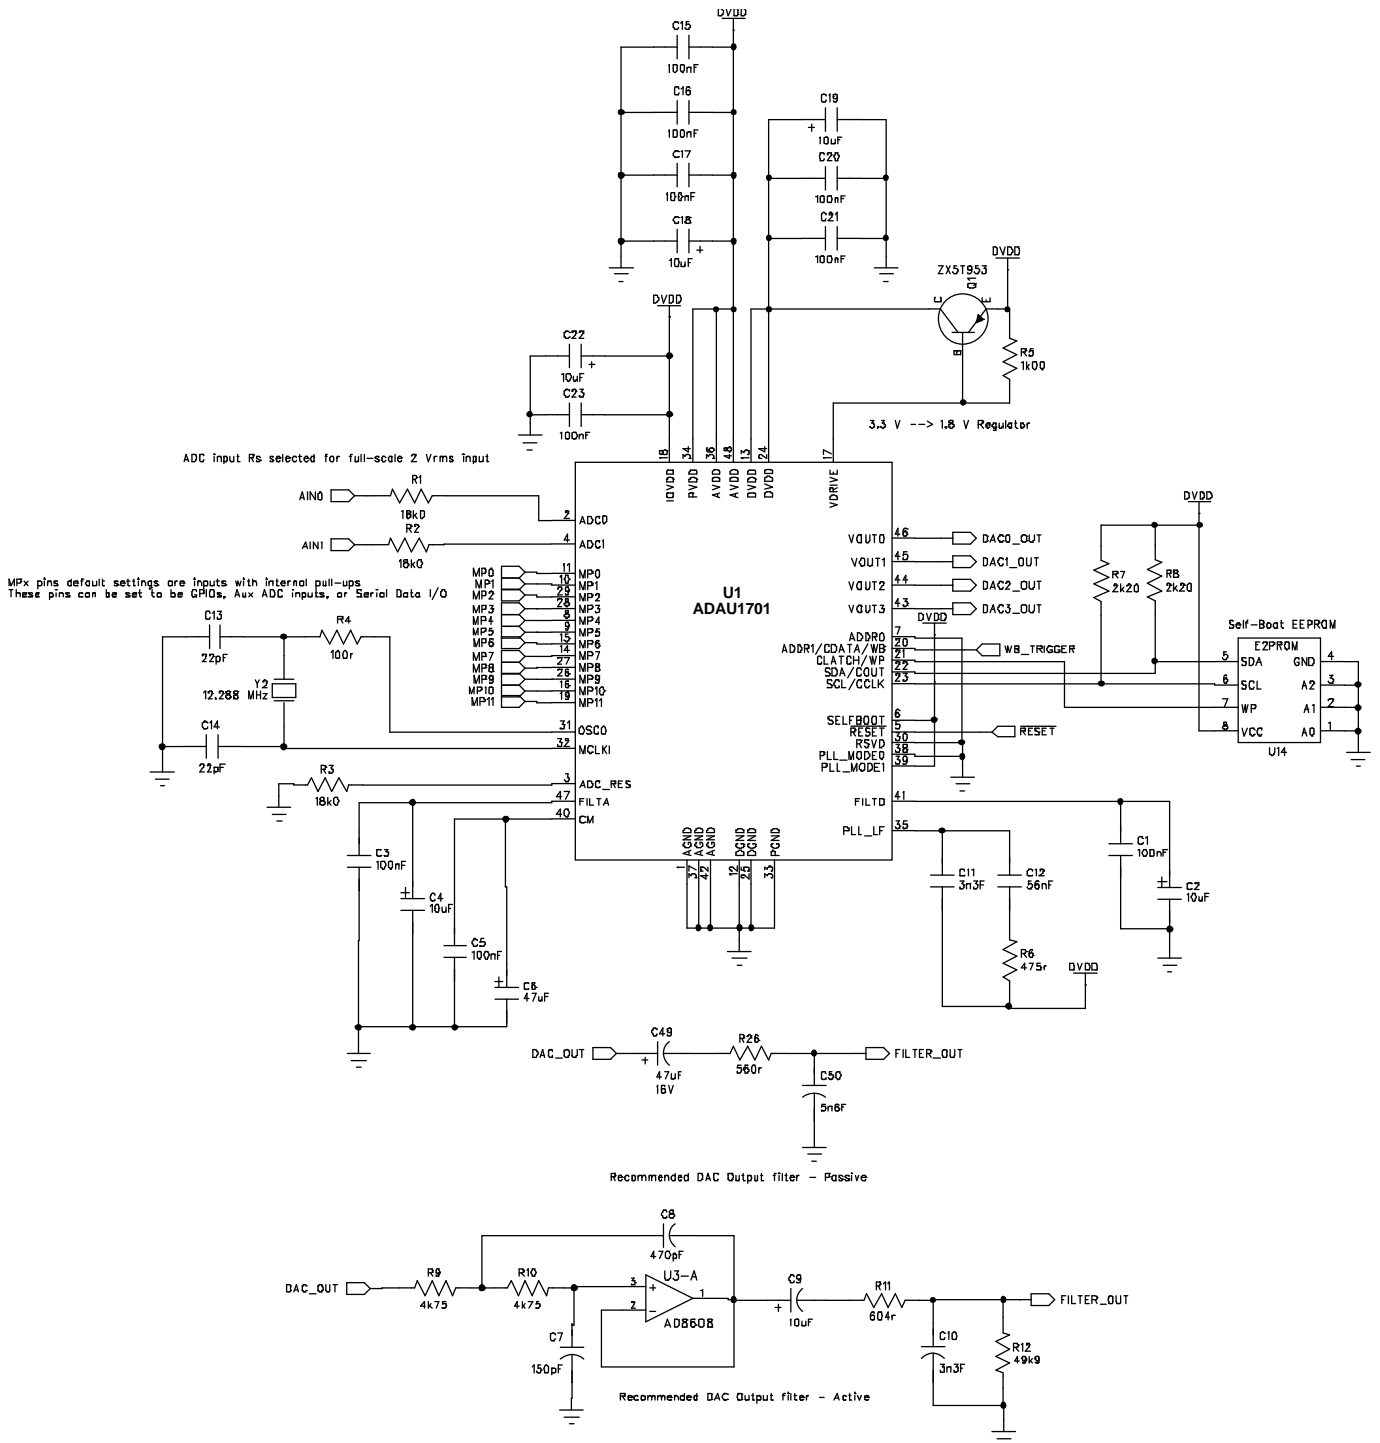 DVDD
C15
100nF
C16
100nF
C17
100nF
C18
+
10uF
C19
+
10uF
C20
100nF
C21
100nF
DVDD
ZX5T953
Q1
C
E
B
R5
1k00
3.3 V --> 1.8 V Regulator
DVDD
C22
+
10uF
C23
100nF
18
34
36
48
13
24
17
IOVDD
PVDD
AVDD
AVDD
DVDD
DVDD
VDRIVE
ADC input Rs selected for full-scale 2 Vrms input
AIN0
R1
18k0
2
ADC0
AIN1
R2
18k0
4
ADC1
MPx pins default settings are inputs with internal pull-ups
These pins can be set to be GPIOs, Aux ADC inputs, or Serial Data I/O
MP0 11 MP0
MP1 10 MP1
MP2 29 MP2
MP3 28 MP3
MP4 8 MP4
MP5 9 MP5
MP6 15 MP6
MP7 14 MP7
MP8 27 MP8
MP9 26 MP9
MP10 16 MP10
MP11 19 MP11
U1
ADAU1701
C13
22pF
R4
100r
Y2
12.288 MHz
C14
22pF
31 OSCO
32 MCLKI
R3
18k0
3 ADC_RES
47 FILTA
40 CM
VOUT0 46 DAC0_OUT
VOUT1 45 DAC1_OUT
VOUT2 44 DAC2_OUT
VOUT3 43 DAC3_OUT
DVDD
ADDR0 7
ADDR1/CDATA/WB 20 WB_TRIGGER
CLATCH/WP 21
SDA/COUT 22
SCL/CCLK 23
SELFBOOT 6
RESET 5 RESET
RSVD 30
PLL_MODE0 38
PLL_MODE1 39
FILTD 41
PLL_LF 35
DVDD
R7
2k20
R8
2k20
Self-Boot EEPROM
E2PROM
5 SDA GND 4
6 SCL A2 3
7 WP A1 2
8 VCC A0 1
U14
AGND
AGND
AGND
DGND
DGND
PGND
1
37
42
12
25
33
C3
100nF
+
C4
10uF
C5
100nF
+
C6
47uF
C11
3n3F
C12
56nF
R6
475r
DVDD
C1
100nF
+
C2
10uF
DAC_OUT
C49
+
47uF
16V
R26
560r
C50
5n6F
FILTER_OUT
Recommended DAC Output filter - Passive
C8
470pF
DAC_OUT
R9
4k75
R10
4k75
C7
150pF
U3-A
3
+
2
-
1
AD8608
C9
+
10uF
R11
604r
C10
3n3F
R12
49k9
FILTER_OUT
Recommended DAC Output filter - Active